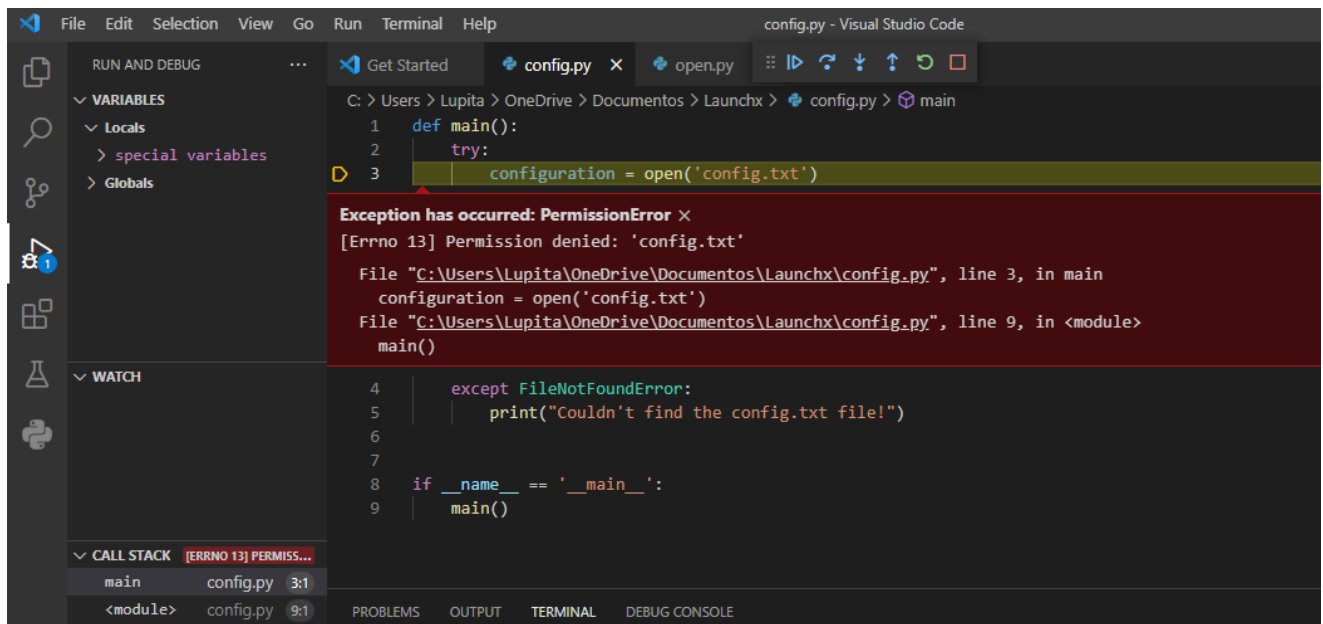 File Edit Selection View Go Run Terminal Help config.py - Visual Studio Code
RUN AND DEBUG ···
Get Started config.py × open.py
VARIABLES
Locals
special variables
Globals
C: > Users > Lupita > OneDrive > Documentos > Launchx > config.py > main
1 def main():
2 try:
3 configuration = open('config.txt')
Exception has occurred: PermissionError ×
[Errno 13] Permission denied: 'config.txt'
File "C:\Users\Lupita\OneDrive\Documentos\Launchx\config.py", line 3, in main
configuration = open('config.txt')
File "C:\Users\Lupita\OneDrive\Documentos\Launchx\config.py", line 9, in <module>
main()
1
WATCH
4 except FileNotFoundError:
5 print("Couldn't find the config.txt file!")
6
7
8 if __name__ == '__main__':
9 main()
CALL STACK [ERRNO 13] PERMISS...
main config.py 3:1
<module> config.py 9:1
PROBLEMS OUTPUT TERMINAL DEBUG CONSOLE